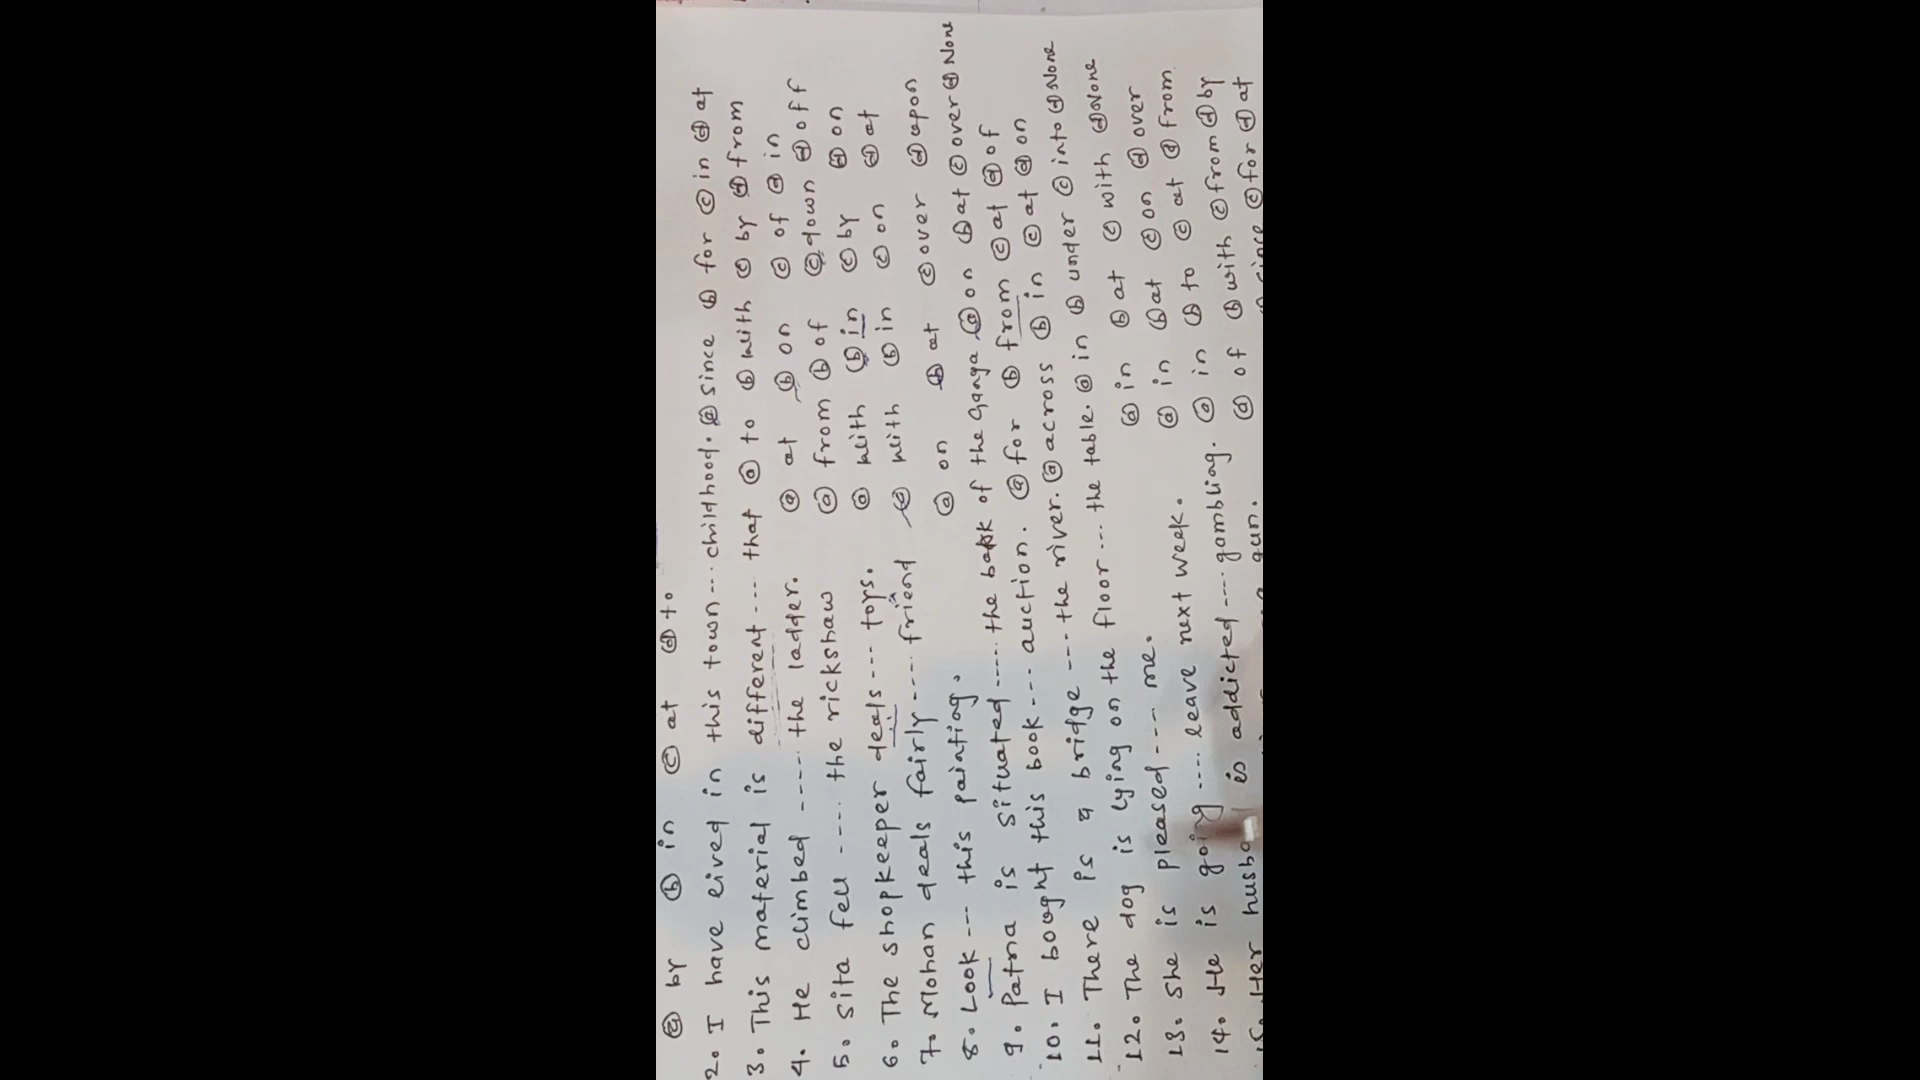 ⓐ by ⓑ in ⓒ at ⓓ to
2. I have lived in this town... childhood. ⓐ since ⓑ for ⓒ in ⓓ at
3. This material is different.... that ⓐ to ⓑ with ⓒ by ⓓ from
4. He climbed ..... the ladder. ⓐ at ⓑ on ⓒ of ⓓ in
5. Sita fell .... the rickshaw ⓐ from ⓑ of ⓒ down ⓓ off
6. The shopkeeper deals.... toys. ⓐ with ⓑ in ⓒ by ⓓ on
7. Mohan deals fairly.... friend ⓐ with ⓑ in ⓒ on ⓓ at
8. Look --- this painting. ⓐ on ⓑ at ⓒ over ⓓ apon
9. Patna is situated..... the bank of the Ganga ⓐ on ⓑ at ⓒ over ⓓ None
10. I bought this book.... auction. ⓐ for ⓑ from ⓒ at ⓓ of
11. There is a bridge .... the river. ⓐ across ⓑ in ⓒ at ⓓ on
12. The dog is lying on the floor... the table. ⓐ in ⓑ under ⓒ into ⓓ None
13. She is pleased --- me. ⓐ in ⓑ at ⓒ with ⓓ None
14. He is going .... leave next week. ⓐ in ⓑ at ⓒ on ⓓ over
15. Her is addicted .... gambling. ⓐ in ⓑ to ⓒ at ⓓ from
gun. ⓐ of ⓑ with ⓒ from ⓓ by
since ⓒ for ⓓ at